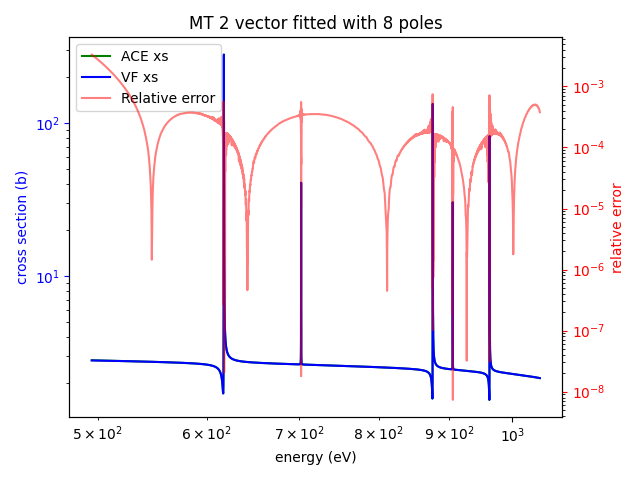 MT 2 vector fitted with 8 poles
ACE xs
VF xs
Relative error
cross section (b)
10²
10¹
relative error
10⁻³
10⁻⁴
10⁻⁵
10⁻⁶
10⁻⁷
10⁻⁸
5 × 10² 6 × 10² 7 × 10² 8 × 10² 9 × 10² 10³
energy (eV)